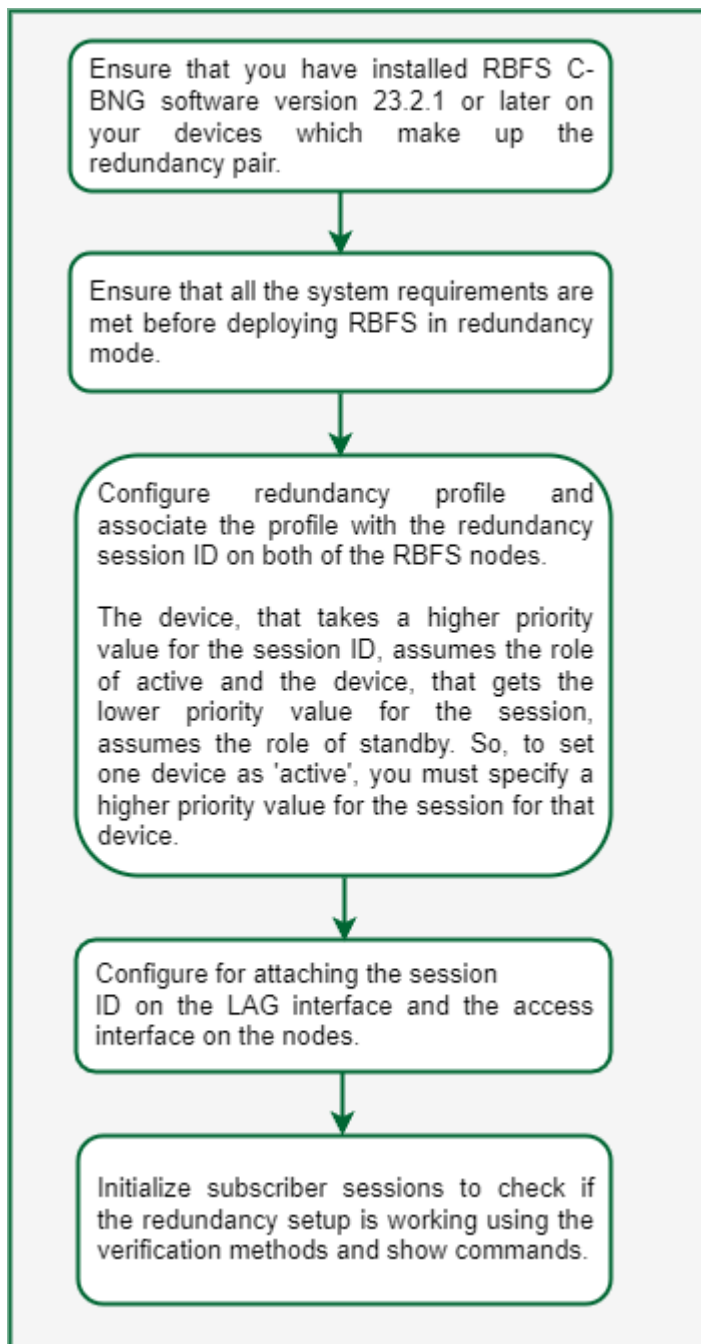 Ensure that you have installed RBFS C-
BNG software version 23.2.1 or later on
your devices which make up the
redundancy pair.
Ensure that all the system requirements are
met before deploying RBFS in redundancy
mode.
Configure redundancy profile and
associate the profile with the redundancy
session ID on both of the RBFS nodes.
The device, that takes a higher priority
value for the session ID, assumes the role
of active and the device, that gets the
lower priority value for the session,
assumes the role of standby. So, to set
one device as 'active', you must specify a
higher priority value for the session for that
device.
Configure for attaching the session
ID on the LAG interface and the access
interface on the nodes.
Initialize subscriber sessions to check if
the redundancy setup is working using the
verification methods and show commands.